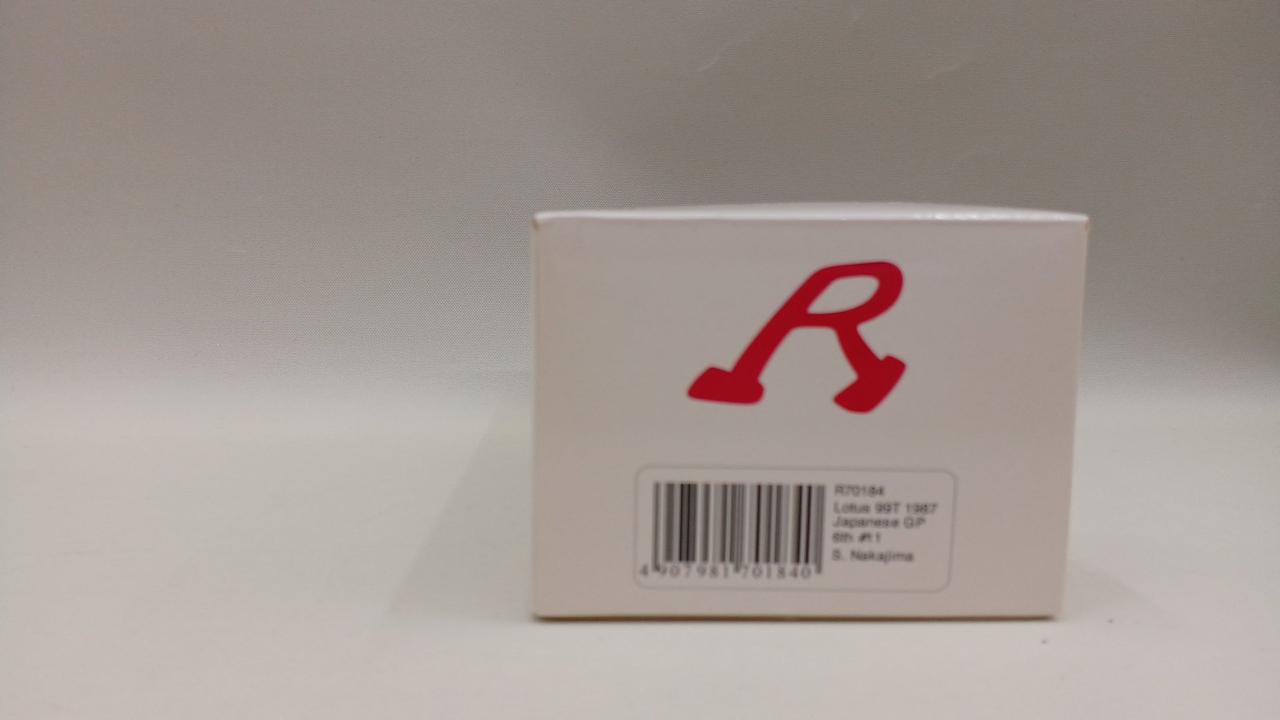 R
R70184
Lotus 99T 1987
Japanese GP
6th #11
S. Nakajima
4 907981 701840